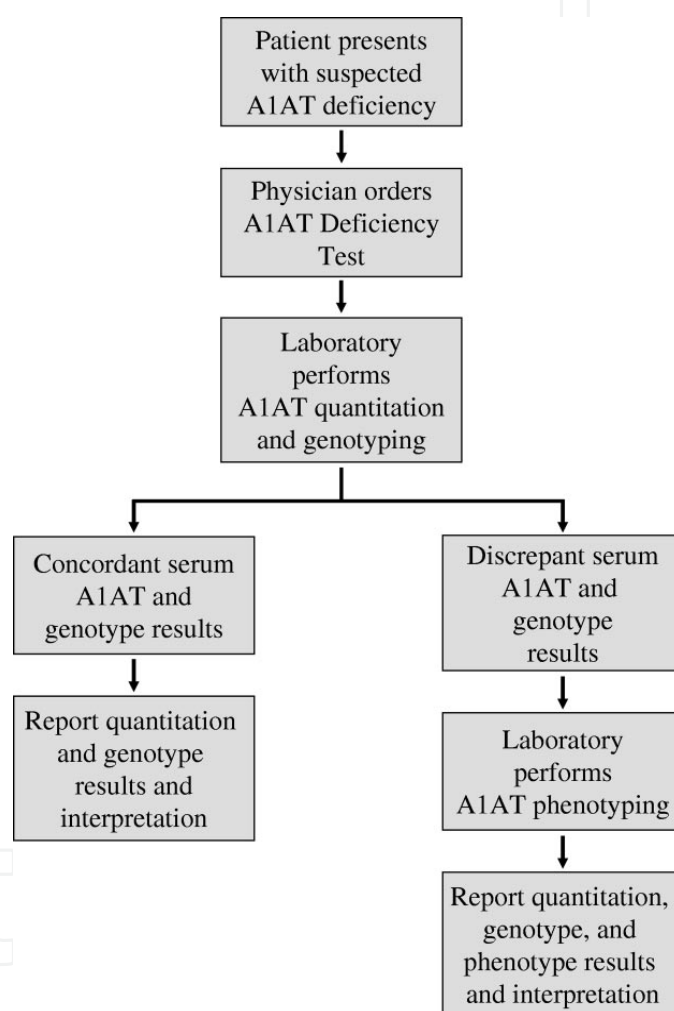 Patient presents
with suspected
A1AT deficiency
Physician orders
A1AT Deficiency
Test
Laboratory
performs
A1AT quantitation
and genotyping
Concordant serum
A1AT and
genotype results
Report quantitation
and genotype
results and
interpretation
Discrepant serum
A1AT and
genotype
results
Laboratory
performs
A1AT phenotyping
Report quantitation,
genotype, and
phenotype results
and interpretation